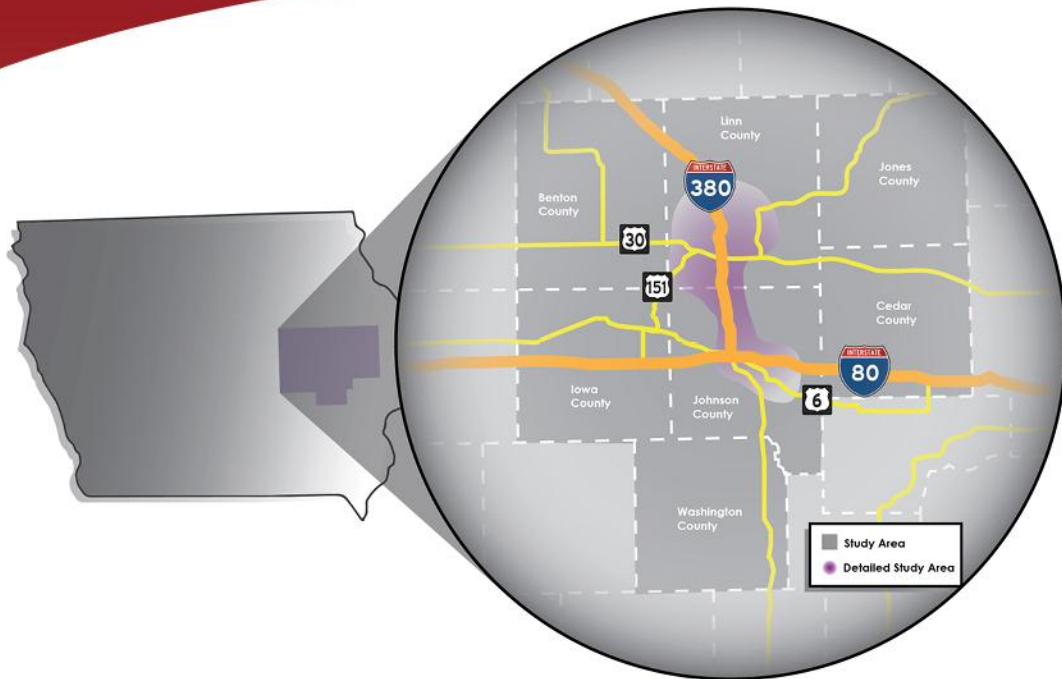 Linn
County
INTERSTATE
380
Jones
County
Benton
County
30
151
Cedar
County
INTERSTATE
80
Iowa
County
Johnson
County
6
Washington
County
Study Area
Detailed Study Area